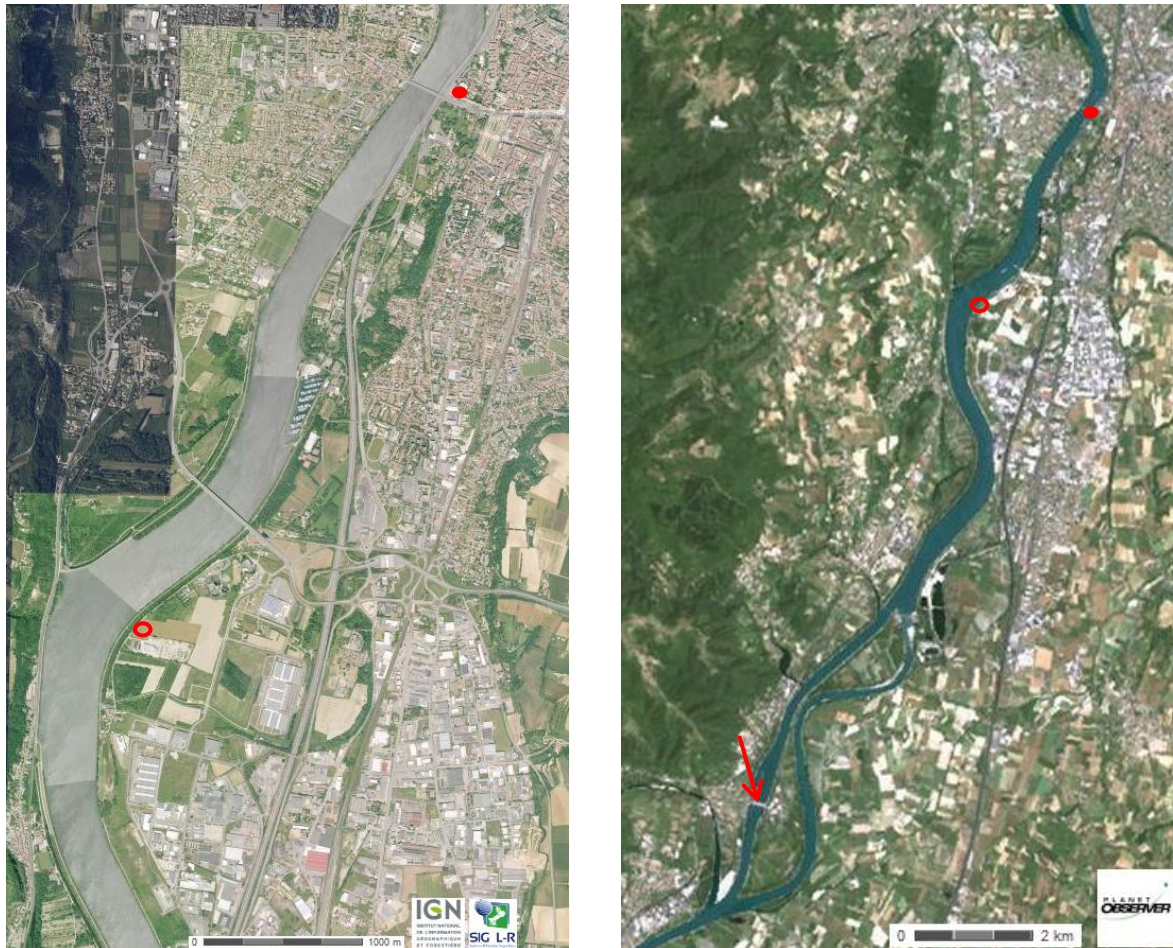 IGN
INSTITUT NATIONAL
DE L'INFORMATION
GÉOGRAPHIQUE
ET FORESTIÈRE
SIG L-R
0
1000 m
PLANET
OBSERVER
0
2 km